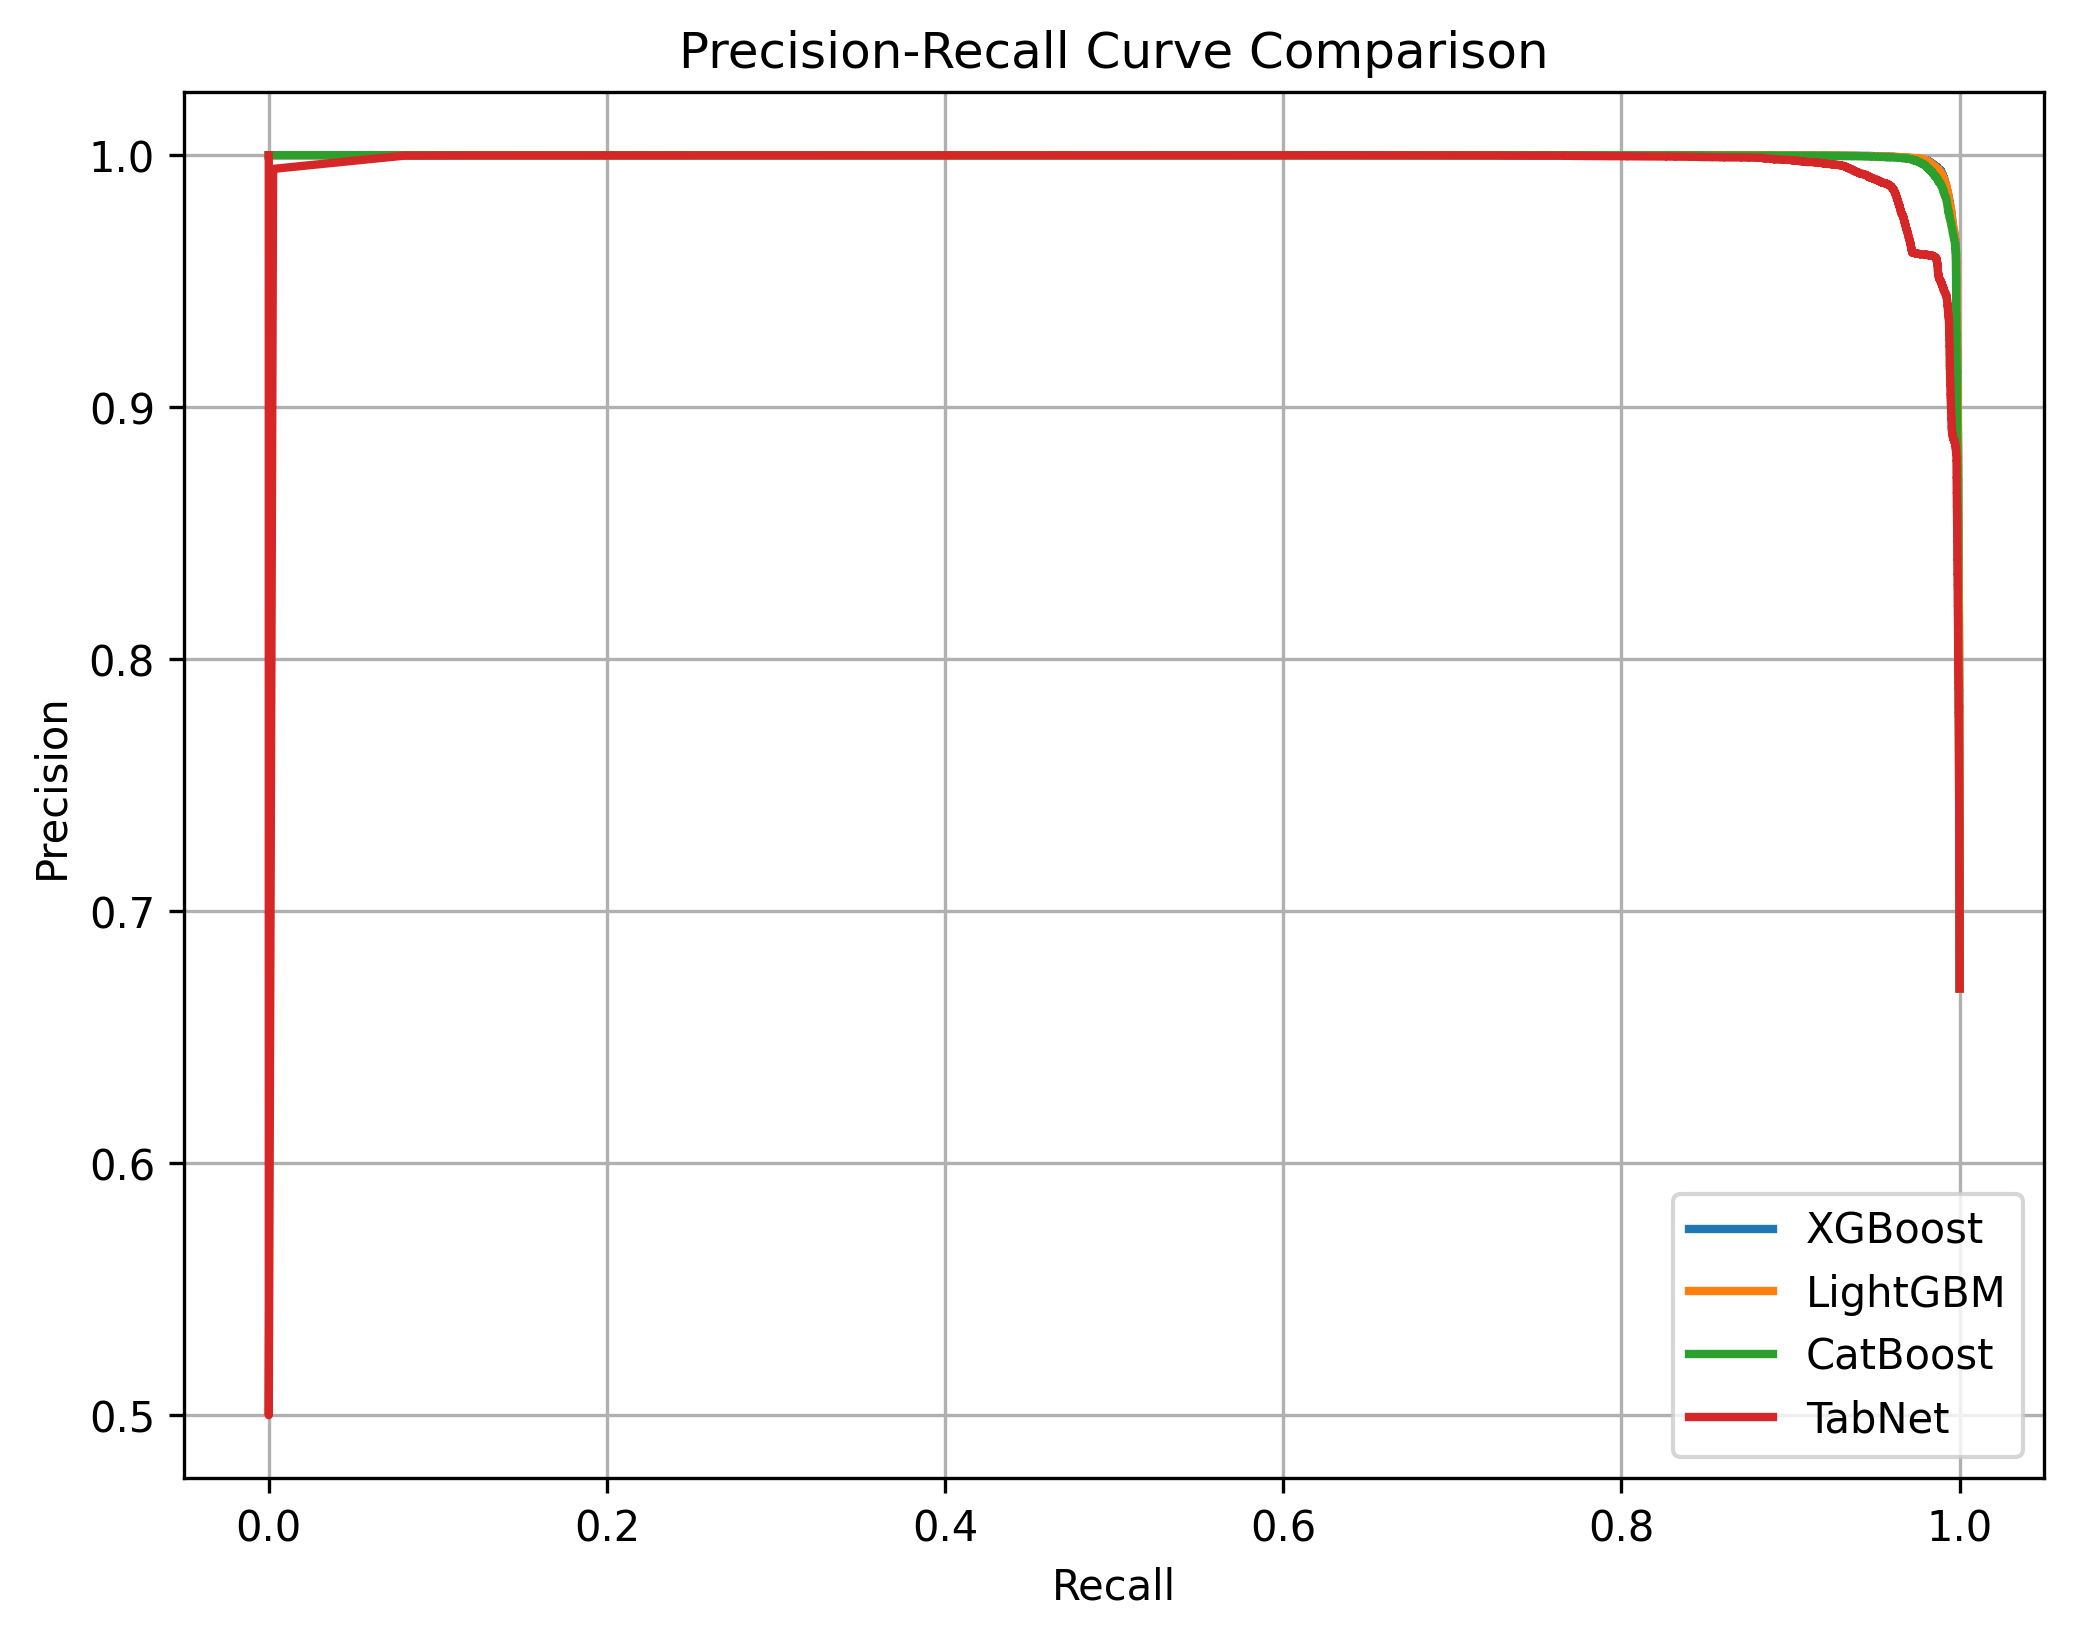 Precision-Recall Curve Comparison
1.0
0.9
0.8
0.7
0.6
0.5
Precision
0.0 0.2 0.4 0.6 0.8 1.0
Recall
XGBoost
LightGBM
CatBoost
TabNet